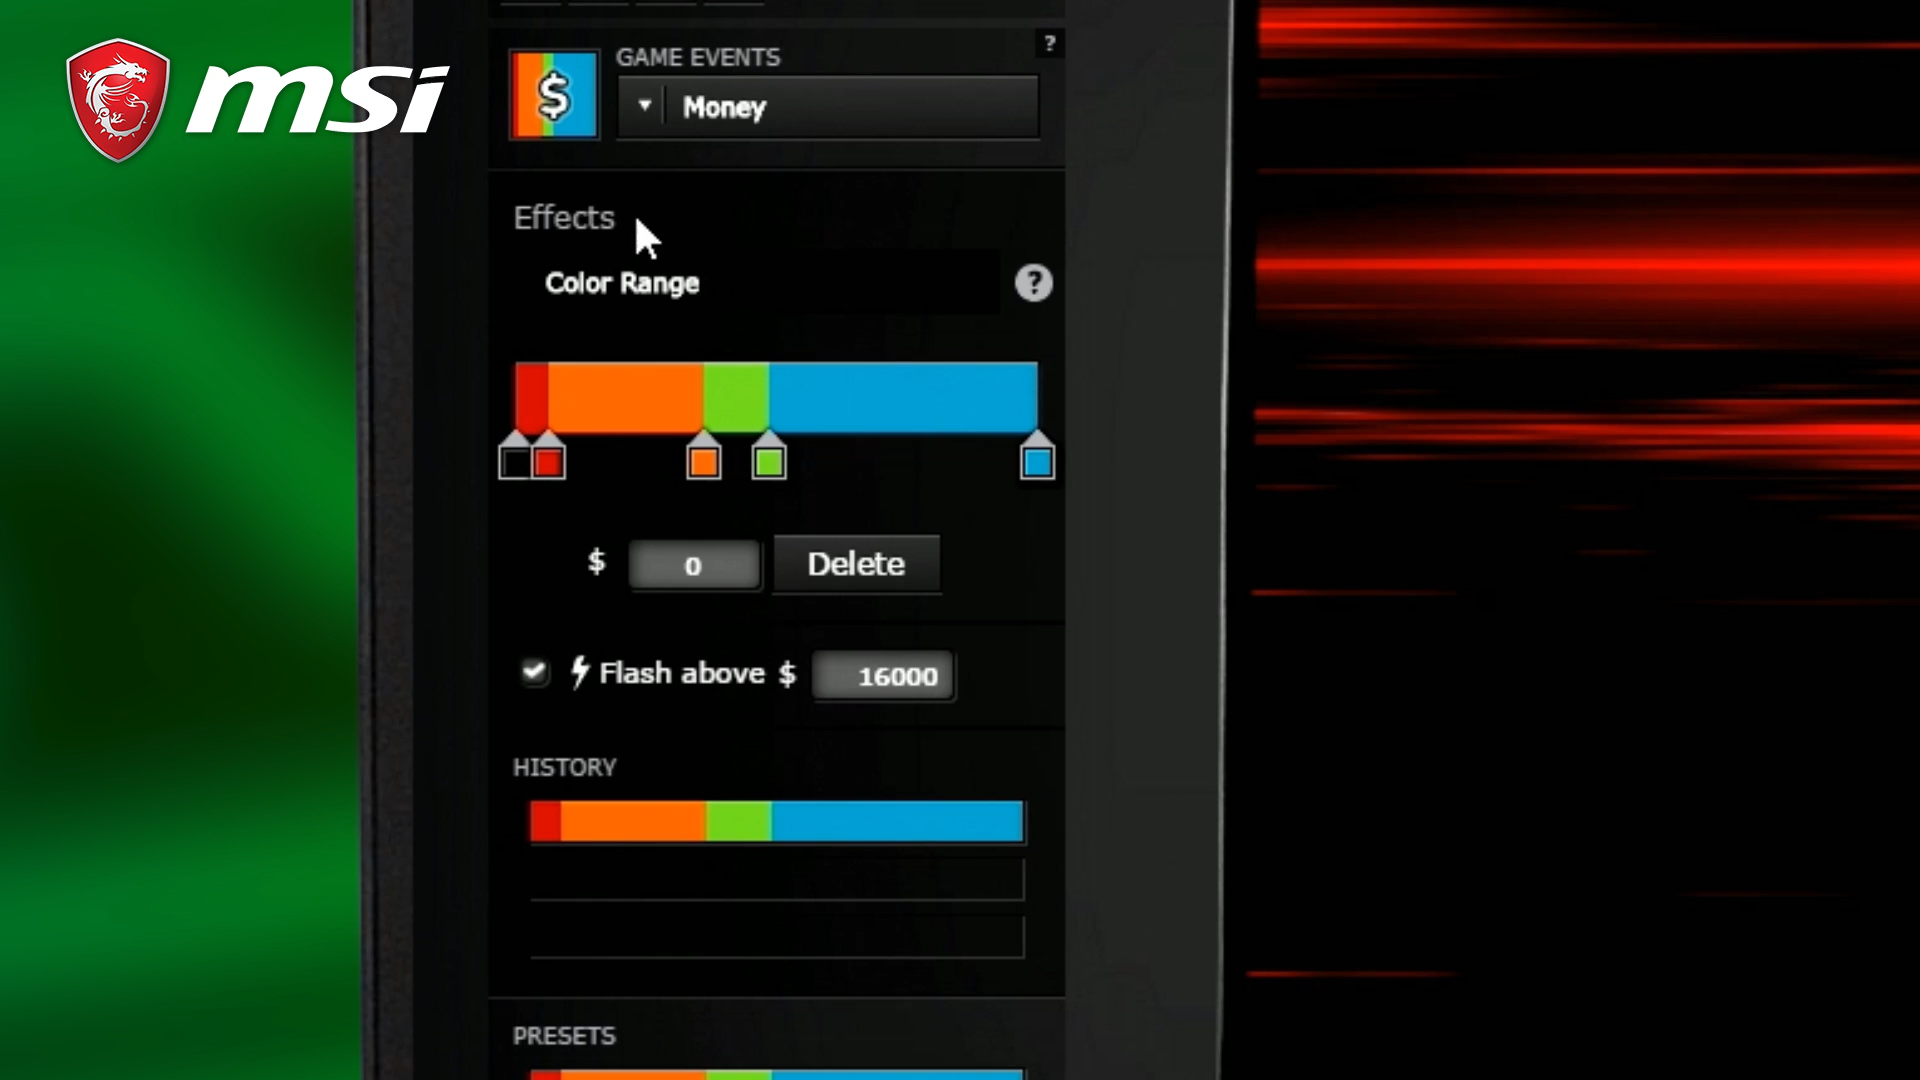 msi
GAME EVENTS
?
$
Money
Effects
Color Range
?
$ 0 Delete
Flash above $ 16000
HISTORY
PRESETS